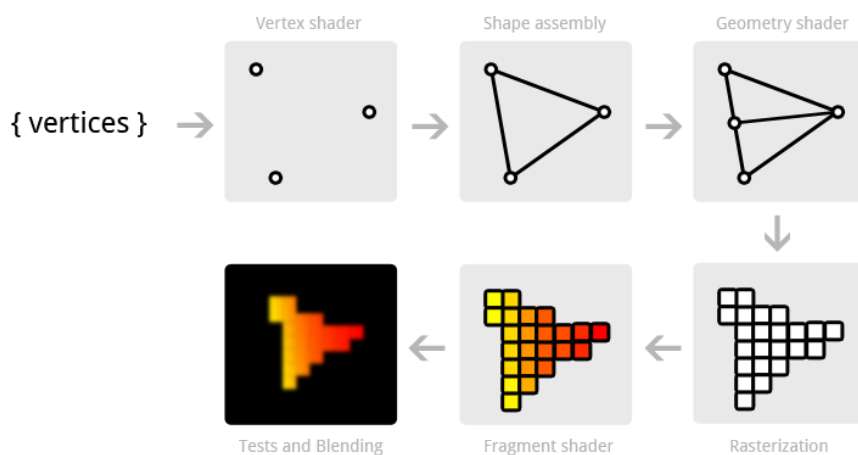 Vertex shader
Shape assembly
Geometry shader
{ vertices }
Tests and Blending
Fragment shader
Rasterization